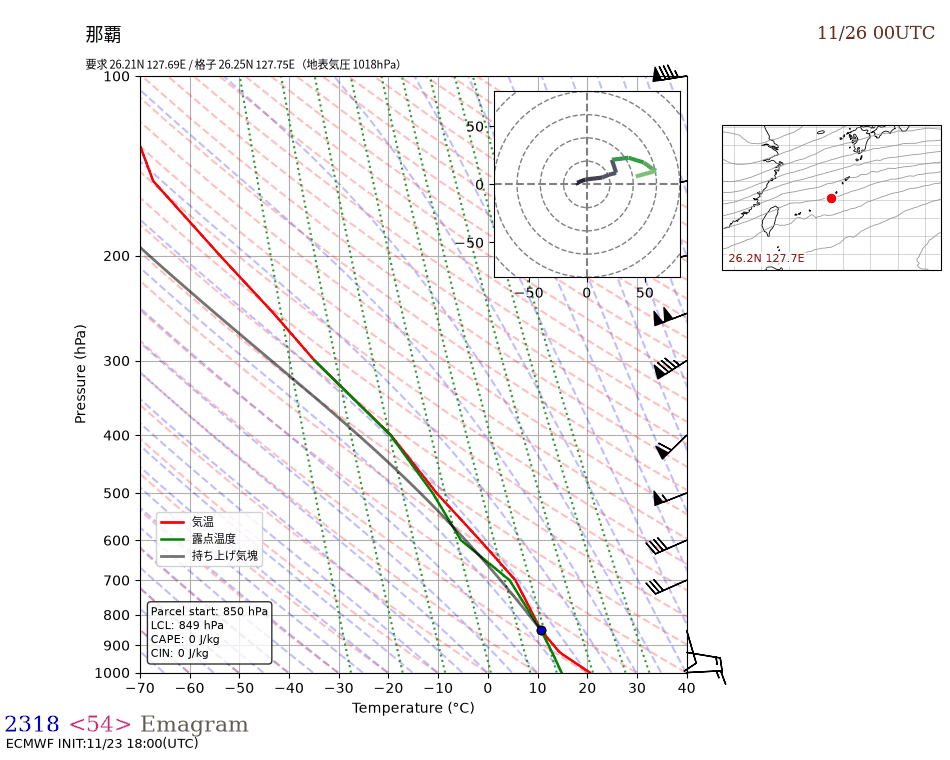 那覇
11/26 00UTC
要求 26.21N 127.69E / 格子 26.25N 127.75E（地表気圧 1018hPa）
100
200
300
400
500
600
700
800
900
1000
Pressure (hPa)
−70 −60 −50 −40 −30 −20 −10 0 10 20 30 40
Temperature (°C)
50
0
−50
−50 0 50
26.2N 127.7E
気温
露点温度
持ち上げ気塊
Parcel start: 850 hPa
LCL: 849 hPa
CAPE: 0 J/kg
CIN: 0 J/kg
2318 <54> Emagram
ECMWF INIT:11/23 18:00(UTC)